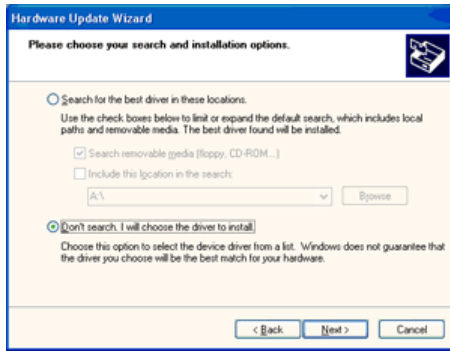 Hardware Update Wizard
Please choose your search and installation options.
Search for the best driver in these locations.
Use the check boxes below to limit or expand the default search, which includes local
paths and removable media. The best driver found will be installed.
Search removable media (floppy, CD-ROM...)
Include this location in the search:
A:\
Browse
Don't search. I will choose the driver to install.
Choose this option to select the device driver from a list. Windows does not guarantee that
the driver you choose will be the best match for your hardware.
< Back Next > Cancel